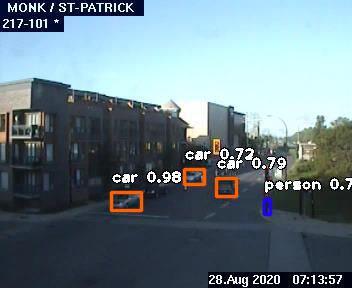 MONK / ST-PATRICK
217-101 *
car 0.72
car 0.79
car 0.98
person 0.7
28.Aug 2020 07:13:57